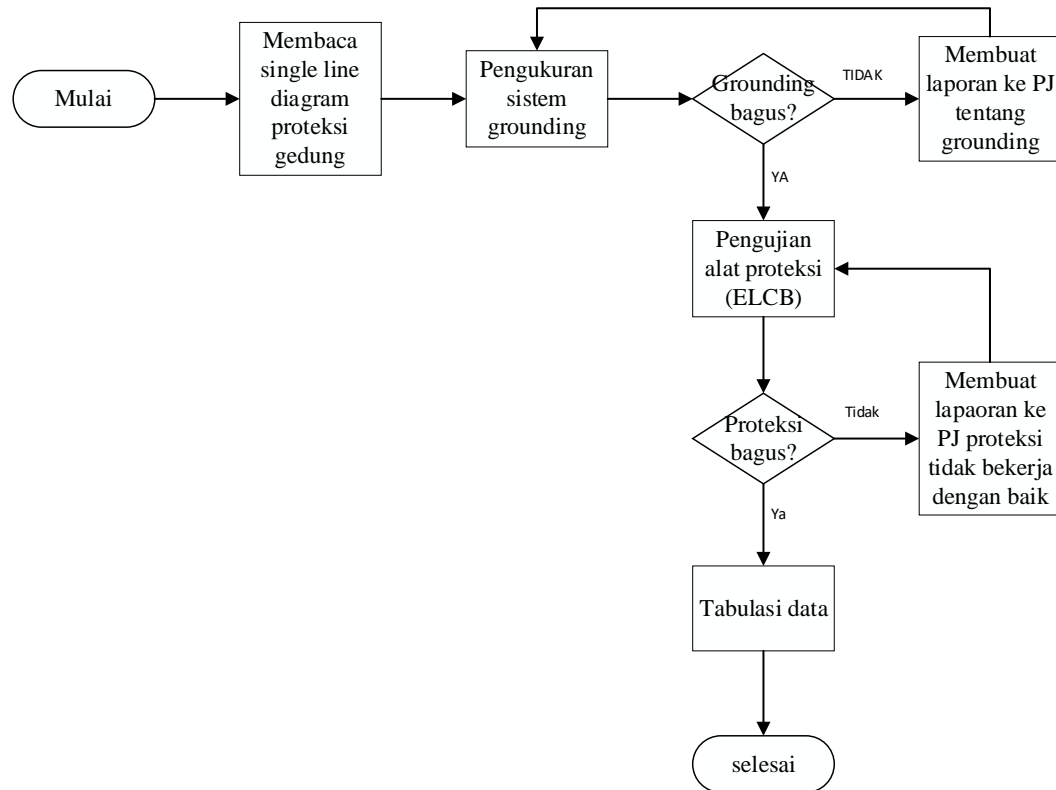 Mulai
Membaca
single line
diagram
proteksi
gedung
Pengukuran
sistem
grounding
Grounding
bagus?
TIDAK
Membuat
laporan ke PJ
tentang
grounding
YA
Pengujian
alat proteksi
(ELCB)
Proteksi
bagus?
Tidak
Membuat
lapaoran ke
PJ proteksi
tidak bekerja
dengan baik
Ya
Tabulasi data
selesai